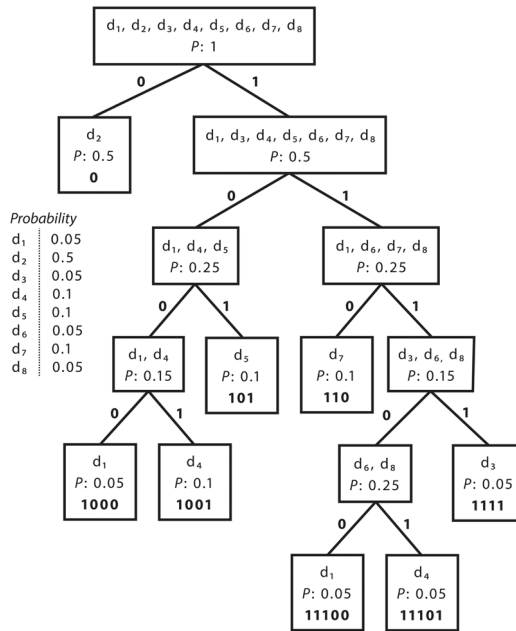 d₁, d₂, d₃, d₄, d₅, d₆, d₇, d₈
P: 1
0
1
d₂
P: 0.5
0
d₁, d₃, d₄, d₅, d₆, d₇, d₈
P: 0.5
0
1
Probability
d₁ 0.05
d₂ 0.5
d₃ 0.05
d₄ 0.1
d₅ 0.1
d₆ 0.05
d₇ 0.1
d₈ 0.05
d₁, d₄, d₅
P: 0.25
d₁, d₆, d₇, d₈
P: 0.25
0
1
0
1
d₁, d₄
P: 0.15
d₅
P: 0.1
101
d₇
P: 0.1
110
d₃, d₆, d₈
P: 0.15
0
1
0
1
d₁
P: 0.05
1000
d₄
P: 0.1
1001
d₆, d₈
P: 0.25
d₃
P: 0.05
1111
0
1
d₁
P: 0.05
11100
d₄
P: 0.05
11101